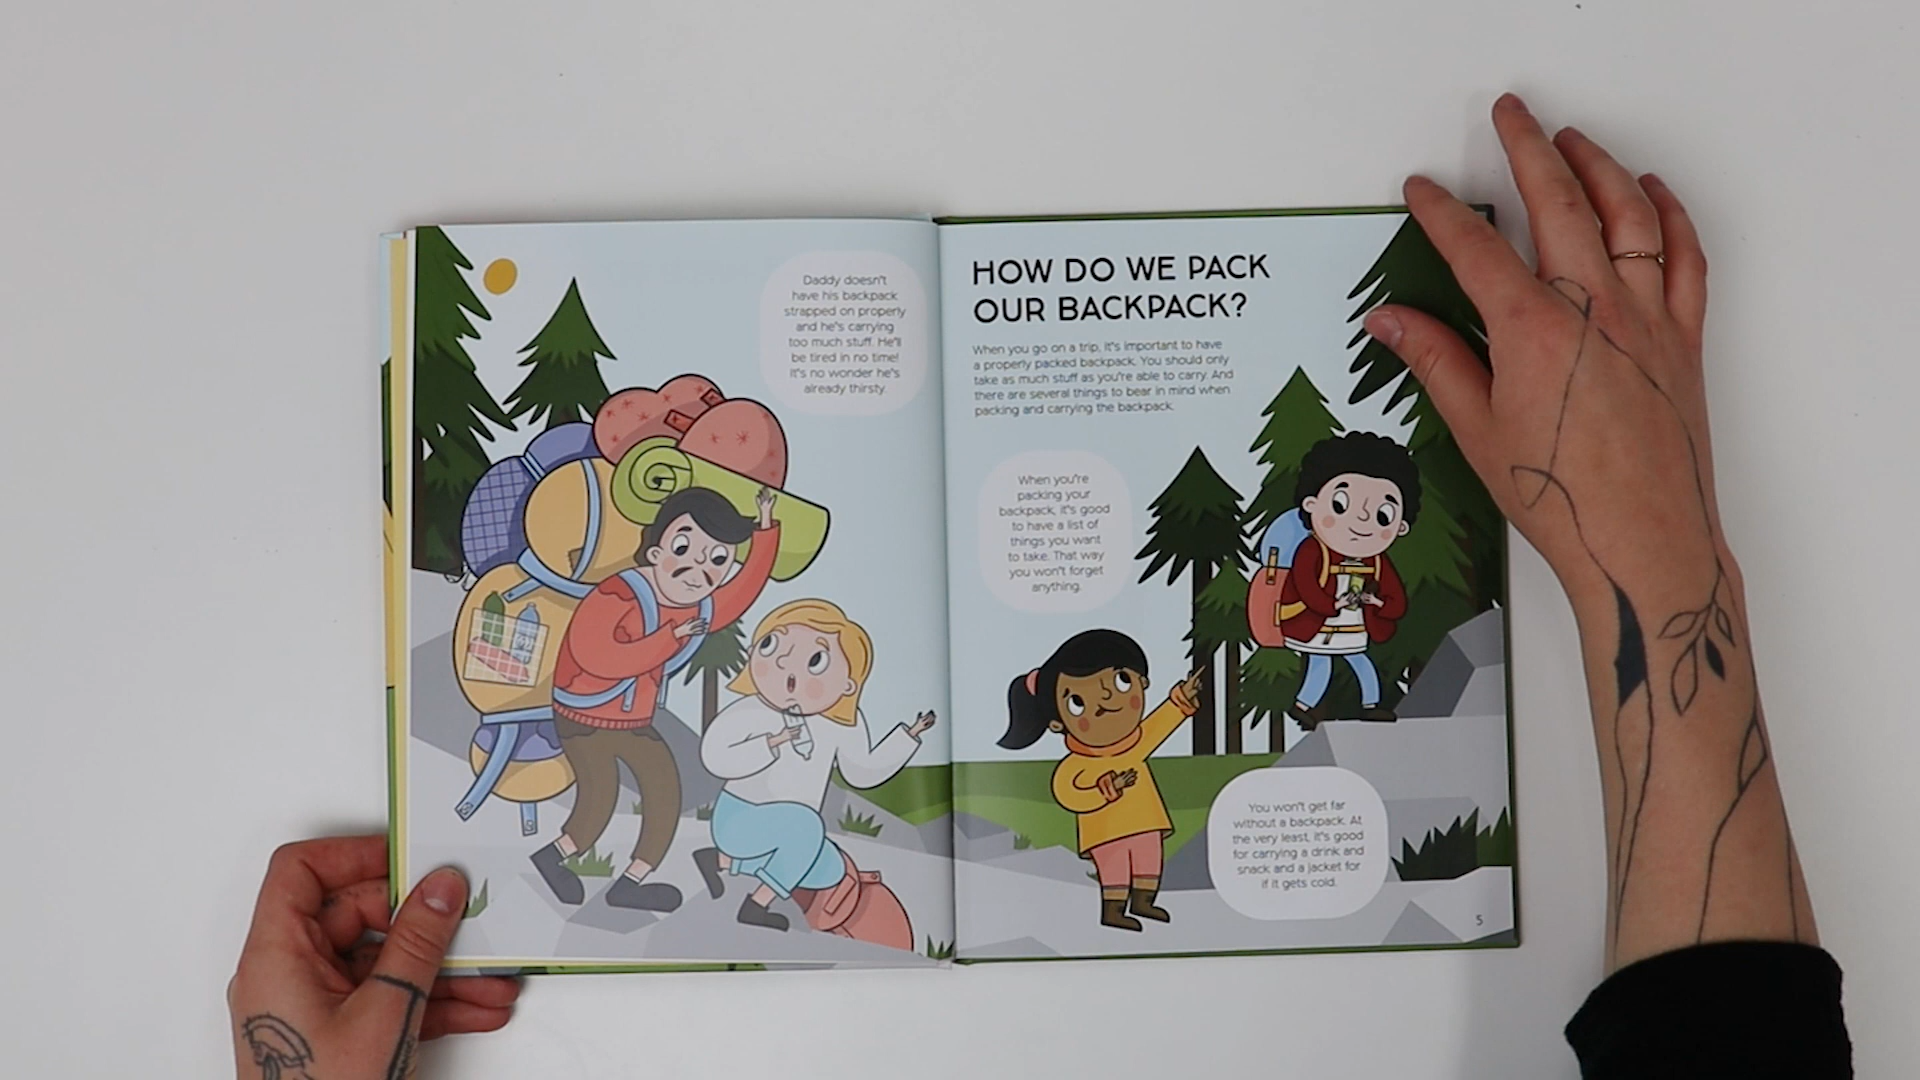 Daddy doesn't
have his backpack
strapped on properly
and he's carrying
too much stuff. He'll
be tired in no time!
It's no wonder he's
already thirsty.
HOW DO WE PACK
OUR BACKPACK?
When you go on a trip, it's important to have
a properly packed backpack. You should only
take as much stuff as you're able to carry. And
there are several things to bear in mind when
packing and carrying the backpack.
When you're
packing your
backpack, it's good
to have a list of
things you want
to take. That way
you won't forget
anything.
You won't get far
without a backpack. At
the very least, it's good
for carrying a drink and
snack and a jacket for
if it gets cold.
5